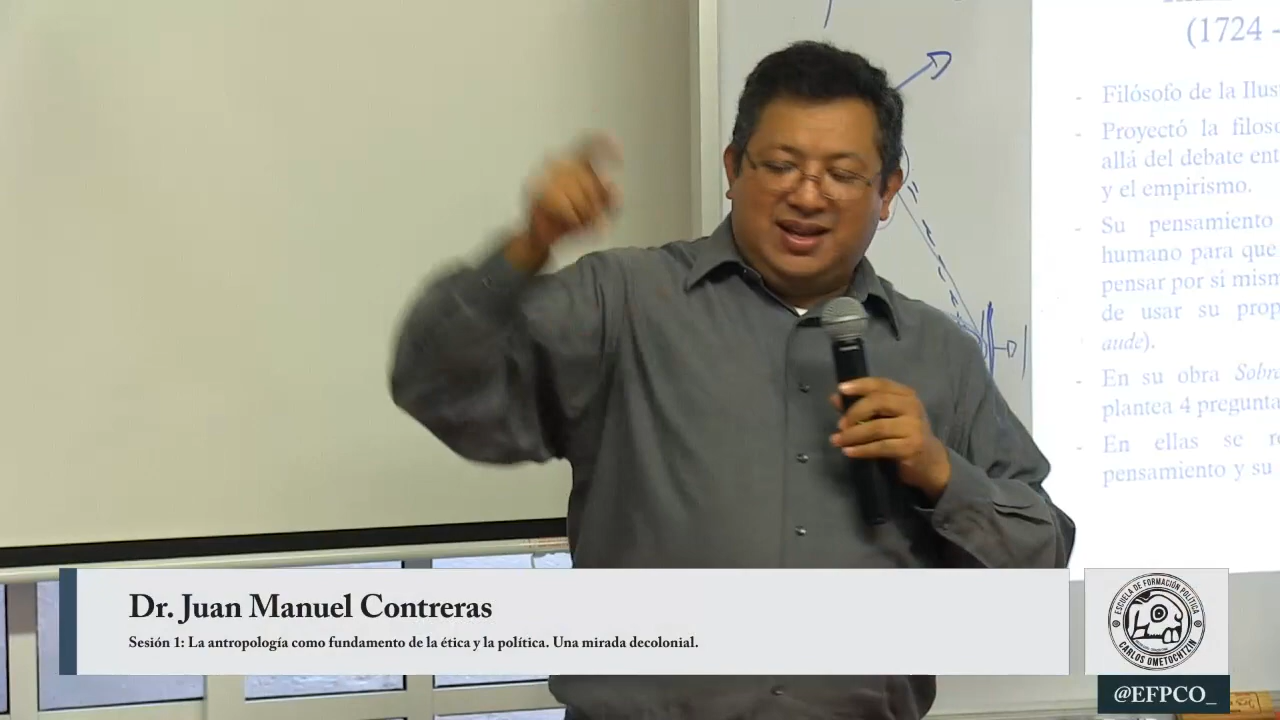 (1724 -
- Filósofo de la Ilus
- Proyectó la filoso
allá del debate ent
y el empirismo.
- Su pensamiento
humano para que
pensar por sí mism
de usar su prop
aude).
- En su obra Sobre
plantea 4 pregunta
- En ellas se re
pensamiento y su
Dr. Juan Manuel Contreras
Sesión 1: La antropología como fundamento de la ética y la política. Una mirada decolonial.
ESCUELA DE FORMACIÓN POLÍTICA
CARLOS OMETOCHTZIN
@EFPCO_